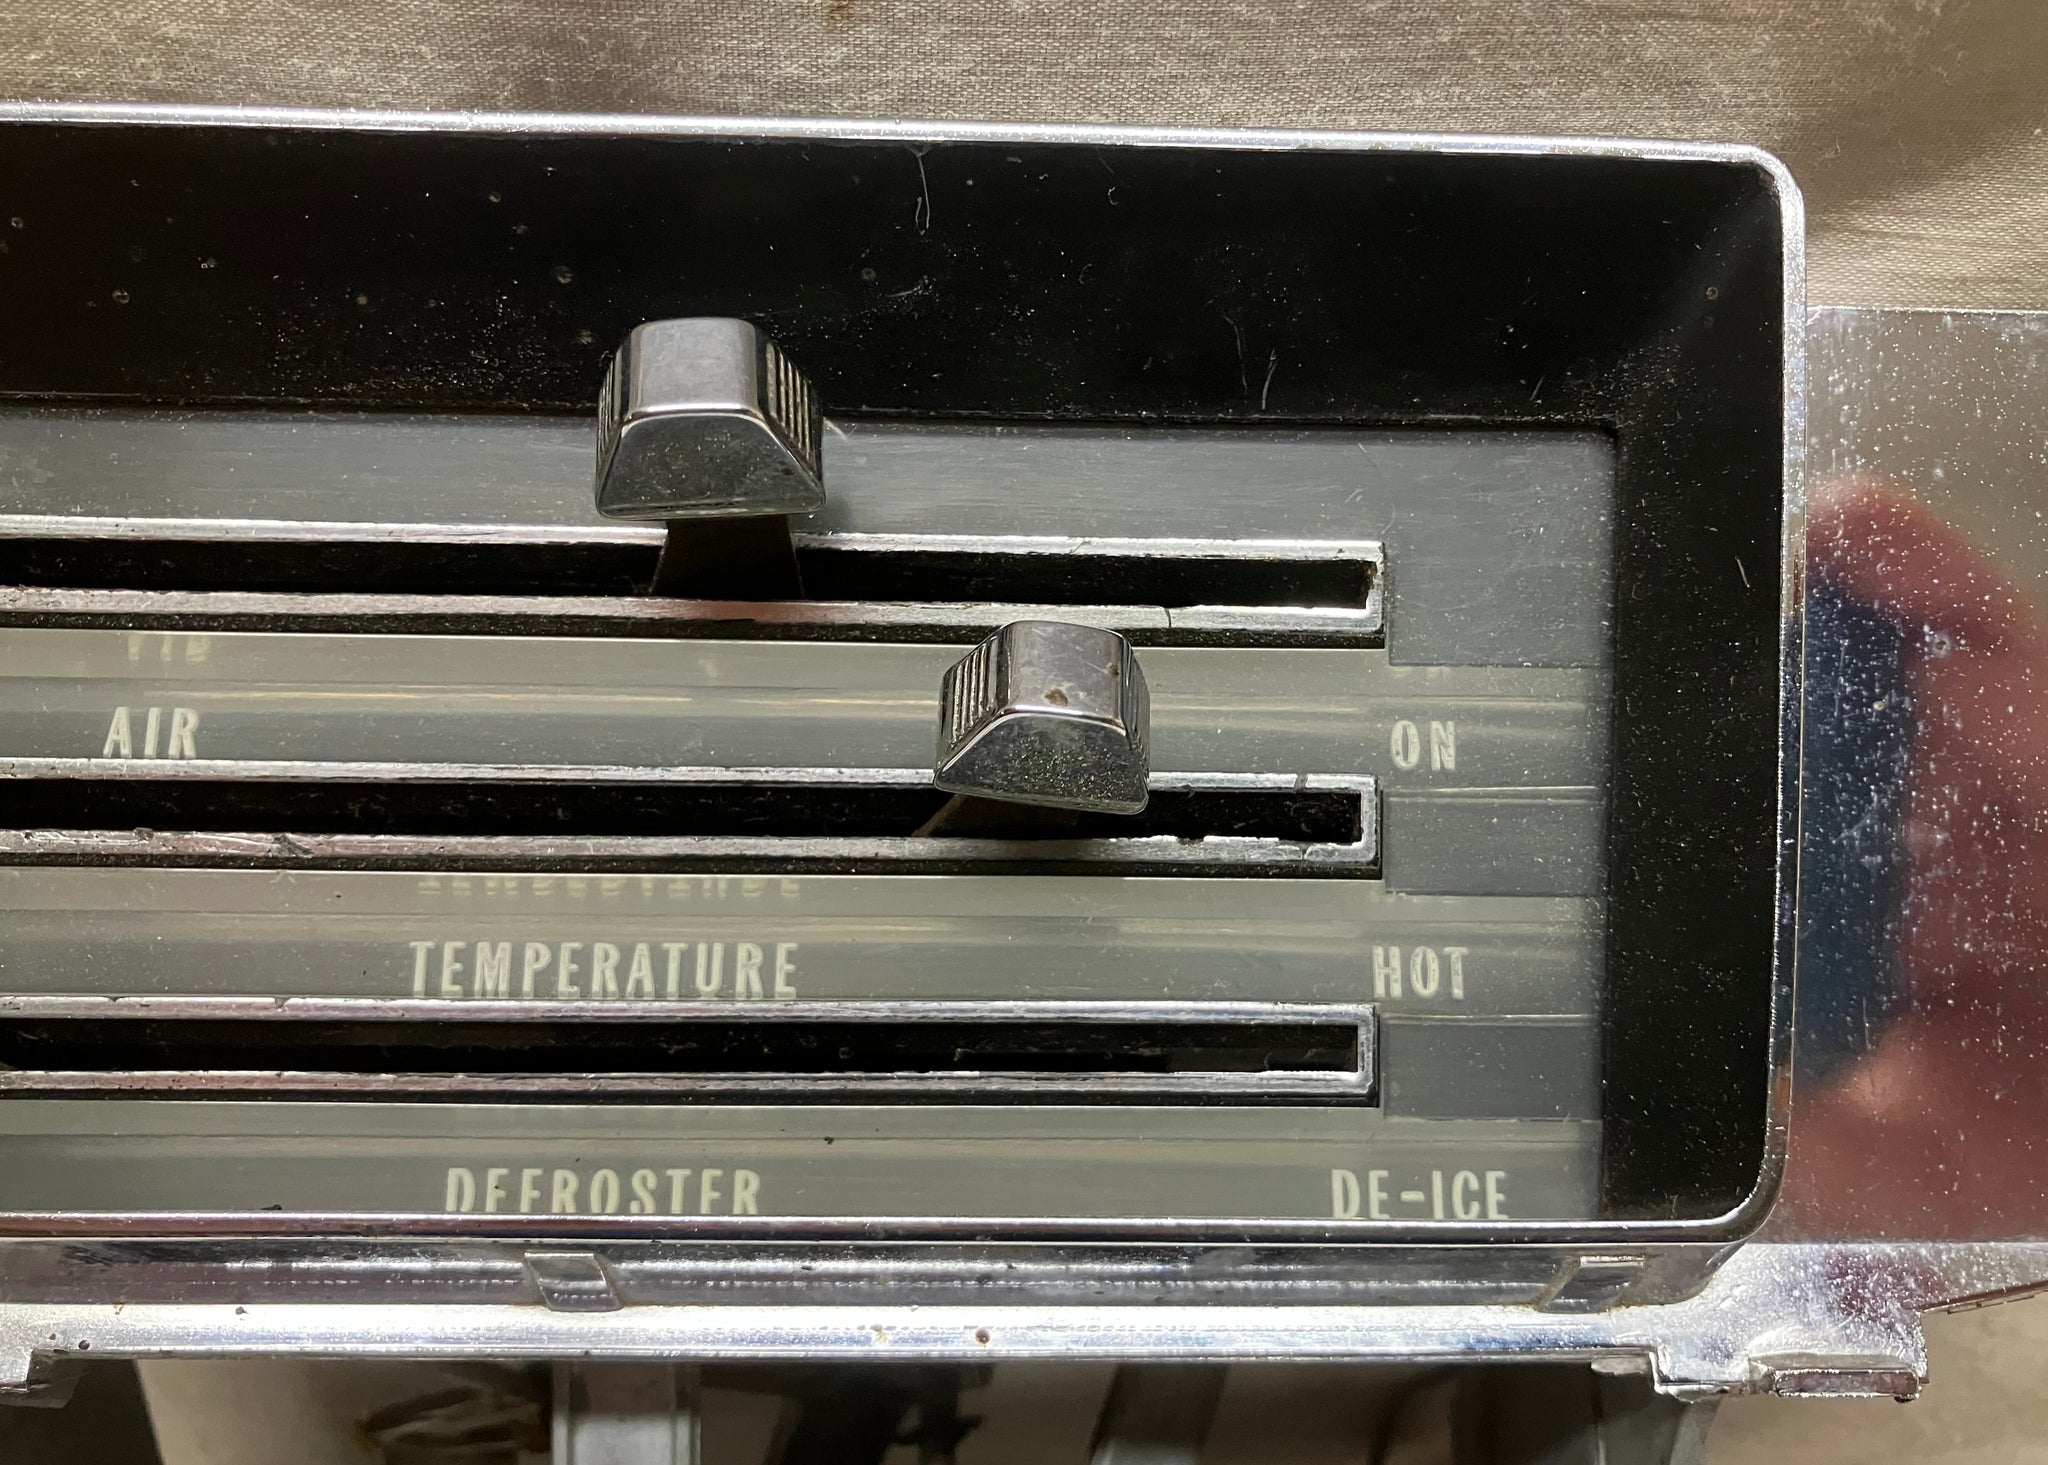 AIR ON
TEMPERATURE HOT
DEFROSTER DE-ICE